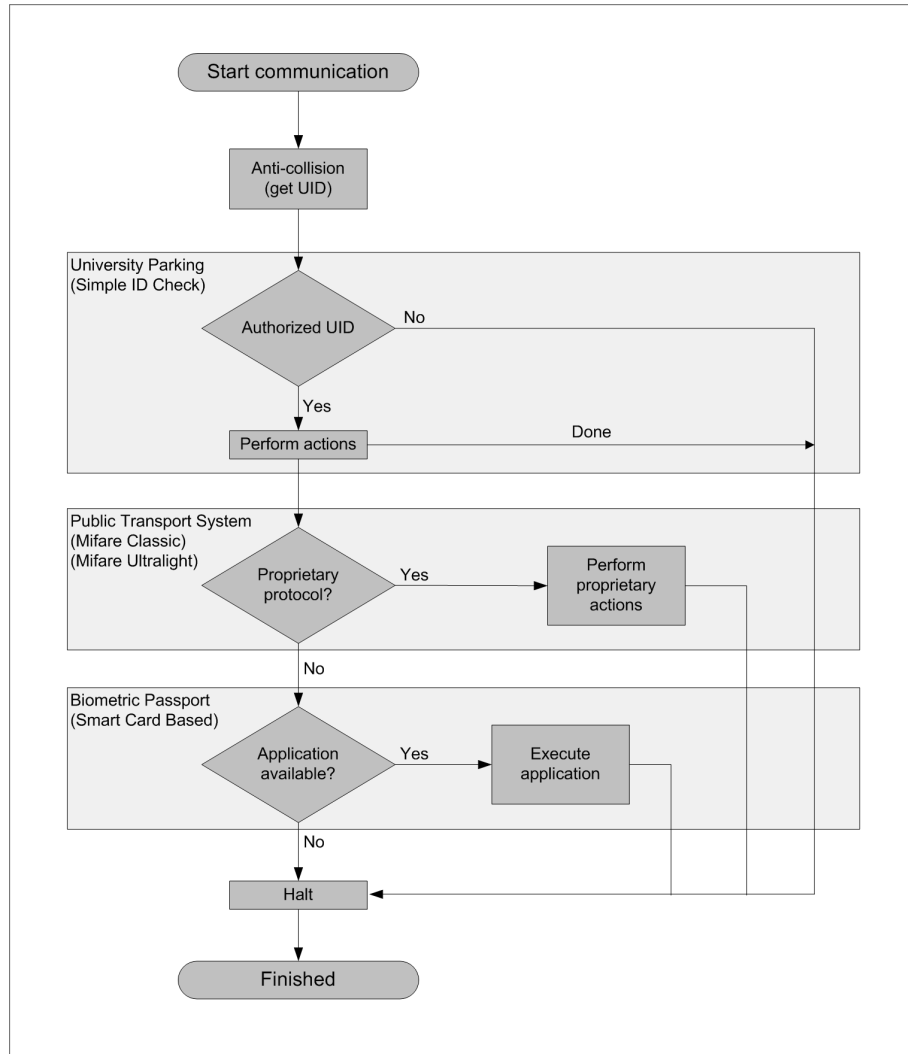 Start communication
Anti-collision
(get UID)
University Parking
(Simple ID Check)
Authorized UID
No
Yes
Perform actions
Done
Public Transport System
(Mifare Classic)
(Mifare Ultralight)
Proprietary
protocol?
Yes
Perform
proprietary
actions
No
Biometric Passport
(Smart Card Based)
Application
available?
Yes
Execute
application
No
Halt
Finished